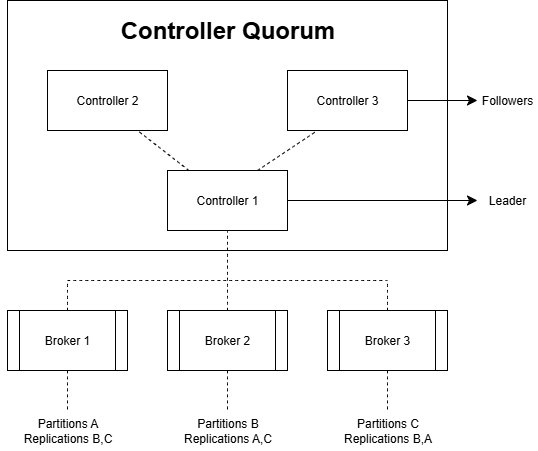 Controller Quorum
Controller 2
Controller 3
Followers
Controller 1
Leader
Broker 1
Broker 2
Broker 3
Partitions A
Replications B,C
Partitions B
Replications A,C
Partitions C
Replications B,A